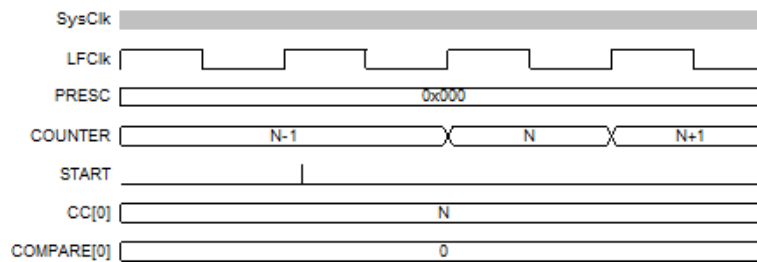 SysClk
LFClk
PRESC 0x000
COUNTER N-1 N N+1
START
CC[0] N
COMPARE[0] 0